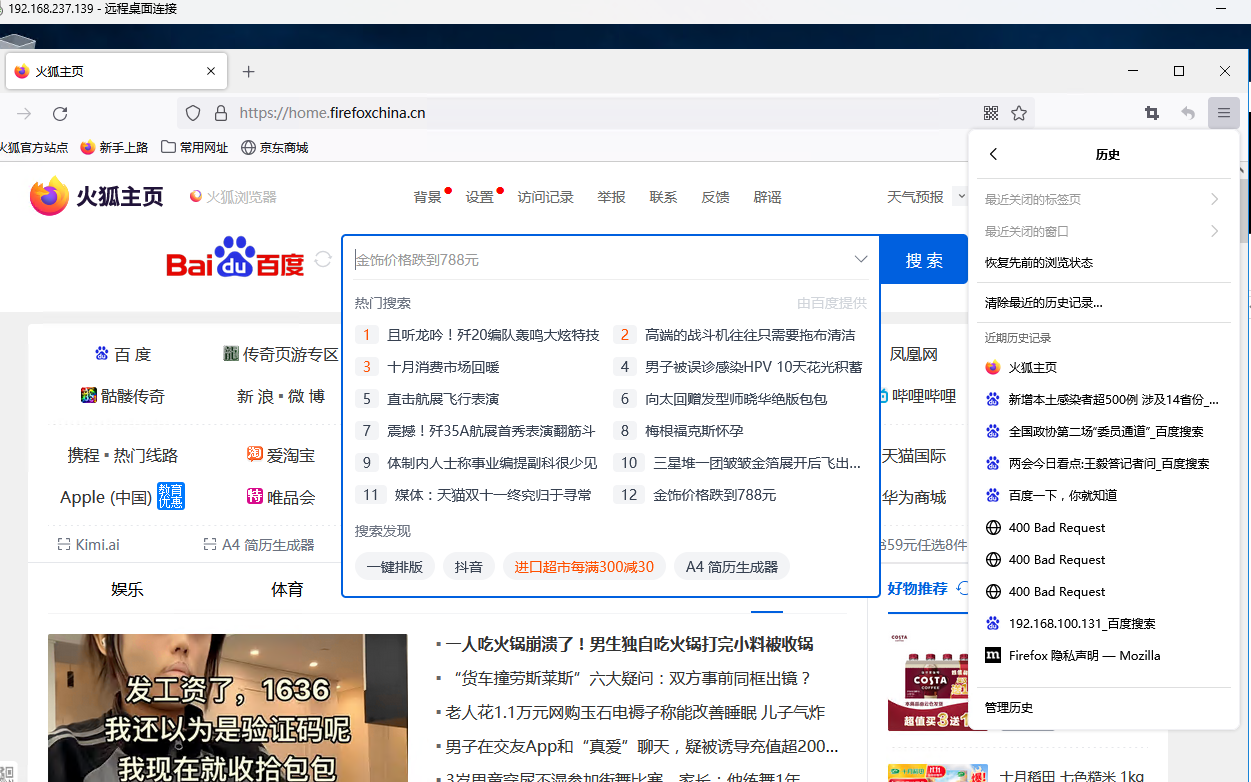 192.168.237.139 - 远程桌面连接
火狐主页
https://home.firefoxchina.cn
火狐官方站点 新手上路 常用网址 京东商城
火狐主页 火狐浏览器 背景 设置 访问记录 举报 联系 反馈 辟谣 天气预报
Bai du 百度 金饰价格跌到788元 搜索
热门搜索 由百度提供
1 且听龙吟！歼20编队轰鸣大炫特技 2 高端的战斗机往往只需要拖布清洁
3 十月消费市场回暖 4 男子被误诊感染HPV 10天花光积蓄
5 直击航展飞行表演 6 向太回赠发型师晓华绝版包包
7 震撼！歼35A航展首秀表演翻筋斗 8 梅根福克斯怀孕
9 体制内人士称事业编提副科很少见 10 三星堆一团皱皱金箔展开后飞出...
11 媒体：天猫双十一终究归于寻常 12 金饰价格跌到788元
搜索发现
一键排版 抖音 进口超市每满300减30 A4 简历生成器
百度 龍 传奇页游专区 凤凰网
骷髅传奇 新浪▪微博 哔哩哔哩
携程▪热门线路 淘 爱淘宝 天猫国际
Apple (中国) 教育优惠 特 唯品会 华为商城
Kimi.ai A4 简历生成器 59元任选8件
娱乐 体育 好物推荐
发工资了，1636
我还以为是验证码呢
我现在就收拾包包
▪ 一人吃火锅崩溃了！男生独自吃火锅打完小料被收锅
▪ “货车撞劳斯莱斯”六大疑问：双方事前同框出镜？
▪ 老人花1.1万元网购玉石电褥子称能改善睡眠 儿子气炸
▪ 男子在交友App和“真爱”聊天，疑被诱导充值超200...
▪ 3岁儿童穿尿不湿参加街舞比赛，家长：他练舞1年
COSTA
COSTA
COFFEE
超值买3送1
十月稻田 七色糙米 1kg
历史
最近关闭的标签页
最近关闭的窗口
恢复先前的浏览状态
清除最近的历史记录...
近期历史记录
火狐主页
新增本土感染者超500例 涉及14省份_...
全国政协第二场“委员通道”_百度搜索
两会今日看点:王毅答记者问_百度搜索
百度一下，你就知道
400 Bad Request
400 Bad Request
400 Bad Request
192.168.100.131_百度搜索
m Firefox 隐私声明 — Mozilla
管理历史